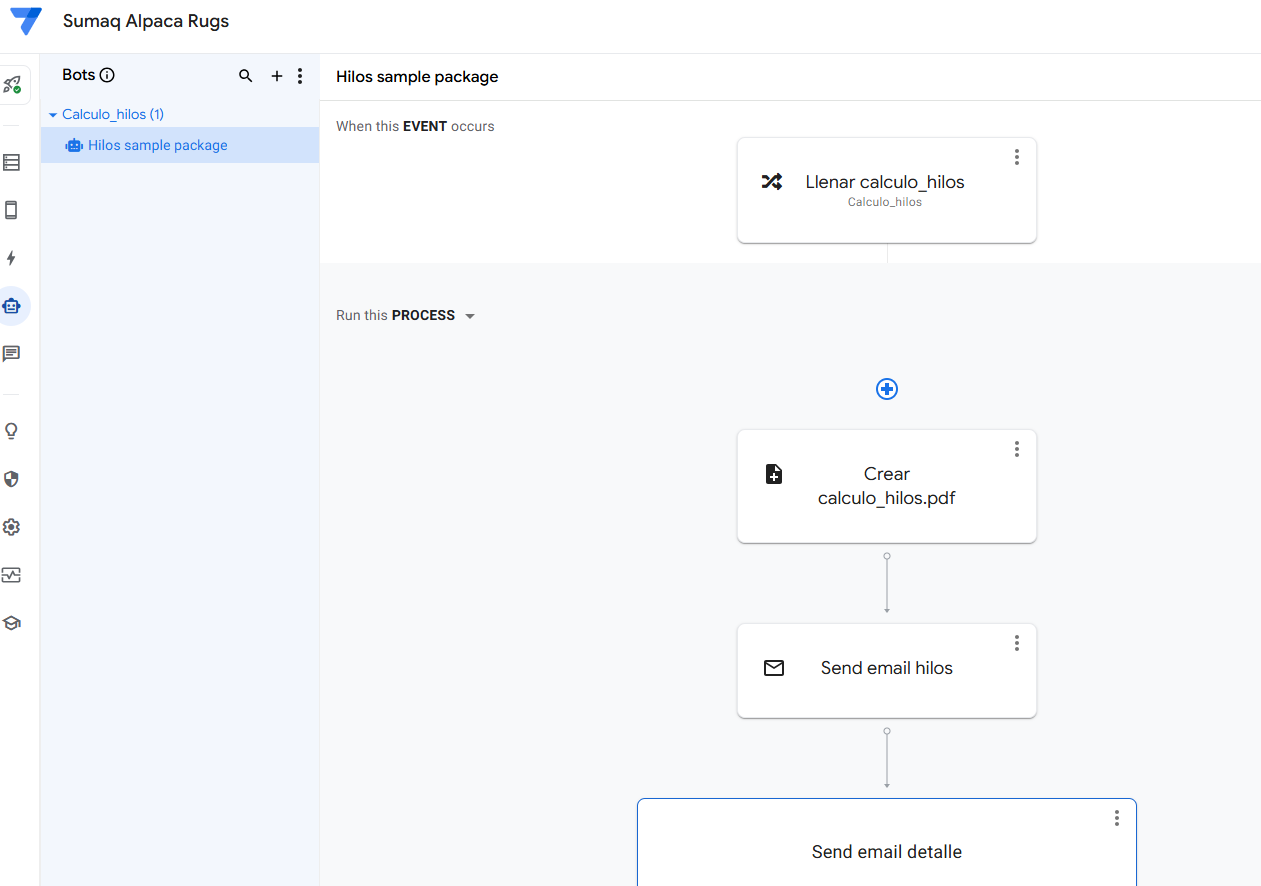 Sumaq Alpaca Rugs
Bots
Calculo_hilos (1)
Hilos sample package
Hilos sample package
When this EVENT occurs
Llenar calculo_hilos
Calculo_hilos
Run this PROCESS
Crear
calculo_hilos.pdf
Send email hilos
Send email detalle